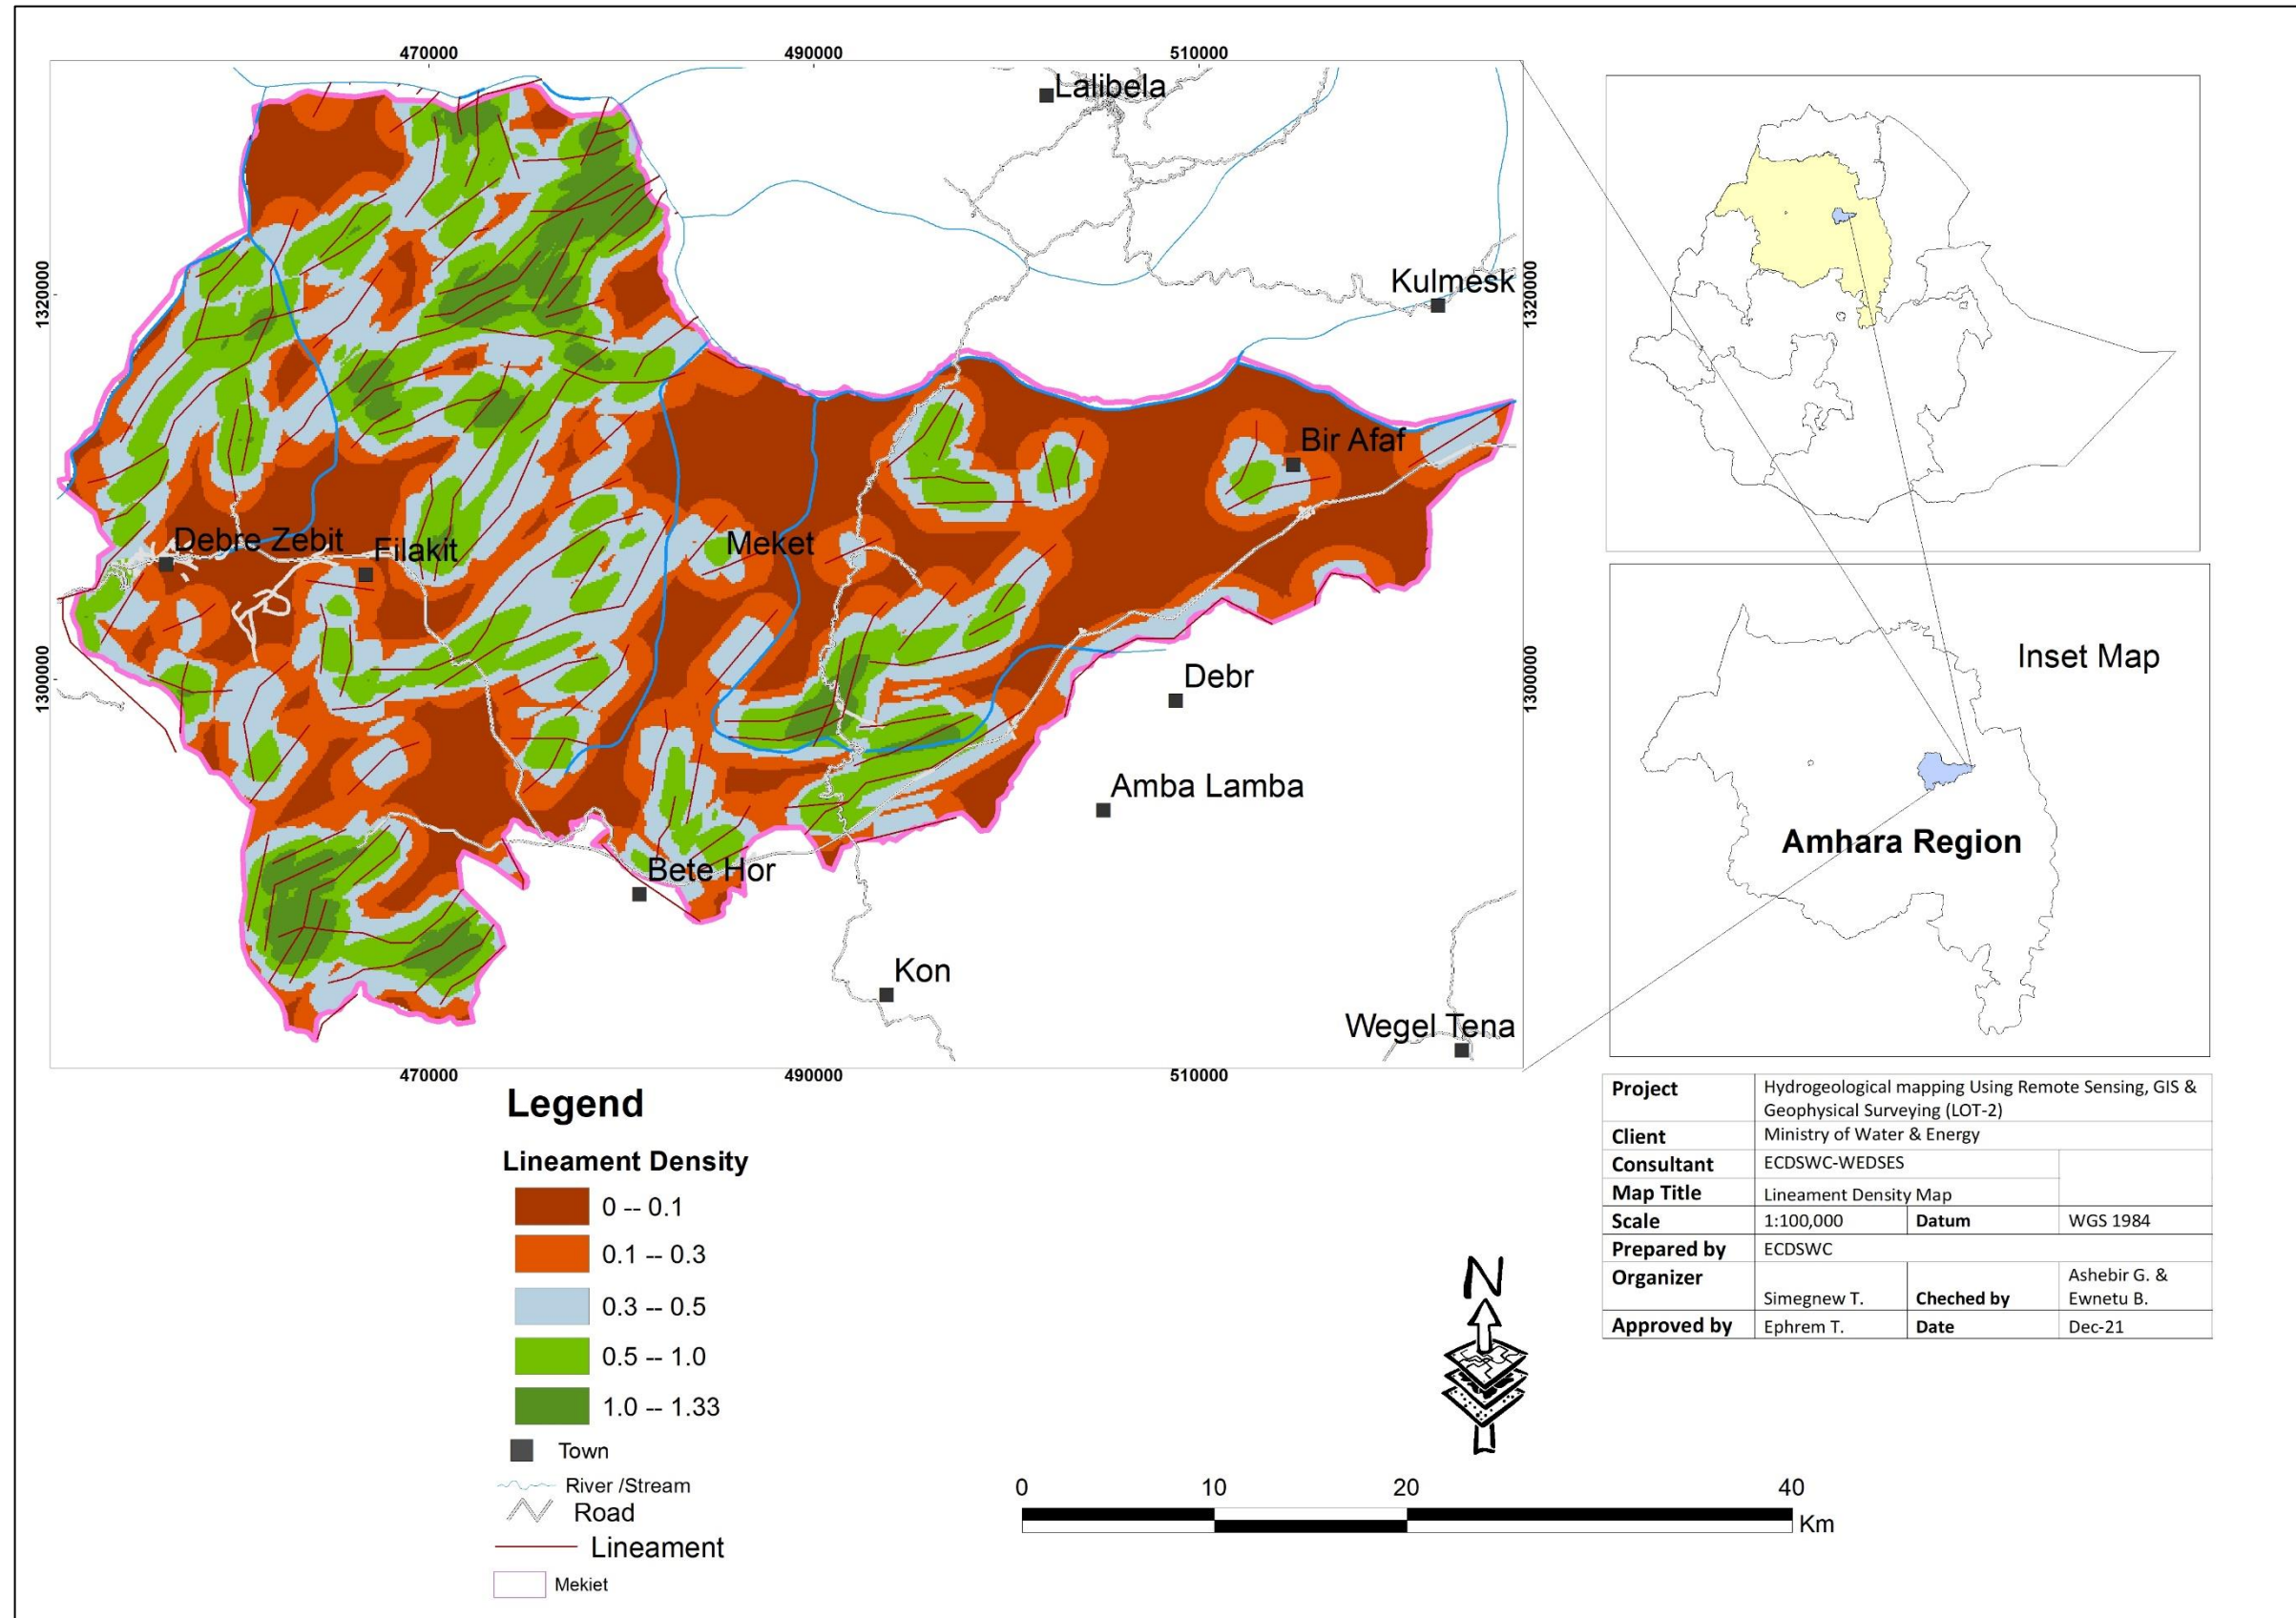 470000
490000
510000
Lalibela
Kulmesk
1320000
1320000
Bir Afaf
Debre Zebit
Filakit
Meket
1300000
1300000
Debr
Amba Lamba
Bete Hor
Kon
Wegel Tena
470000
490000
510000
Inset Map
Amhara Region
Legend
Lineament Density
0 -- 0.1
0.1 -- 0.3
0.3 -- 0.5
0.5 -- 1.0
1.0 -- 1.33
Town
River /Stream
Road
Lineament
Mekiet
N
0 10 20 40
Km
Project Hydrogeological mapping Using Remote Sensing, GIS &
Geophysical Surveying (LOT-2)
Client Ministry of Water & Energy
Consultant ECDSWC-WEDSES
Map Title Lineament Density Map
Scale 1:100,000 Datum WGS 1984
Prepared by ECDSWC
Organizer Simegnew T. Cheched by Ashebir G. &
Ewnetu B.
Approved by Ephrem T. Date Dec-21